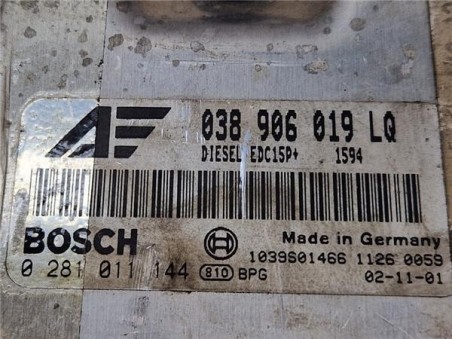 AF 038 906 019 LQ
DIESEL EDC15P+ 1594
BOSCH Made in Germany
1039S01466 1126 0059
0 281 011 144 810 BPG 02-11-01